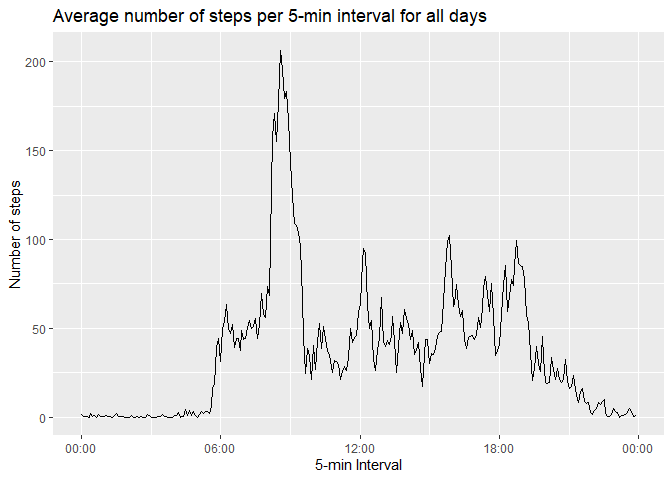 Average number of steps per 5-min interval for all days
Number of steps
200
150
100
50
0
00:00 06:00 12:00 18:00 00:00
5-min Interval